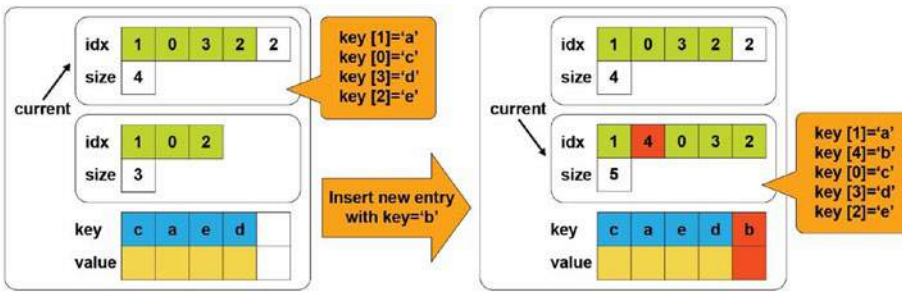 idx 1 0 3 2 2
size 4
current
idx 1 0 2
size 3
key c a e d
value
key [1]=‘a’
key [0]=‘c’
key [3]=‘d’
key [2]=‘e’
Insert new entry
with key=‘b’
idx 1 0 3 2 2
size 4
current
idx 1 4 0 3 2
size 5
key c a e d b
value
key [1]=‘a’
key [4]=‘b’
key [0]=‘c’
key [3]=‘d’
key [2]=‘e’